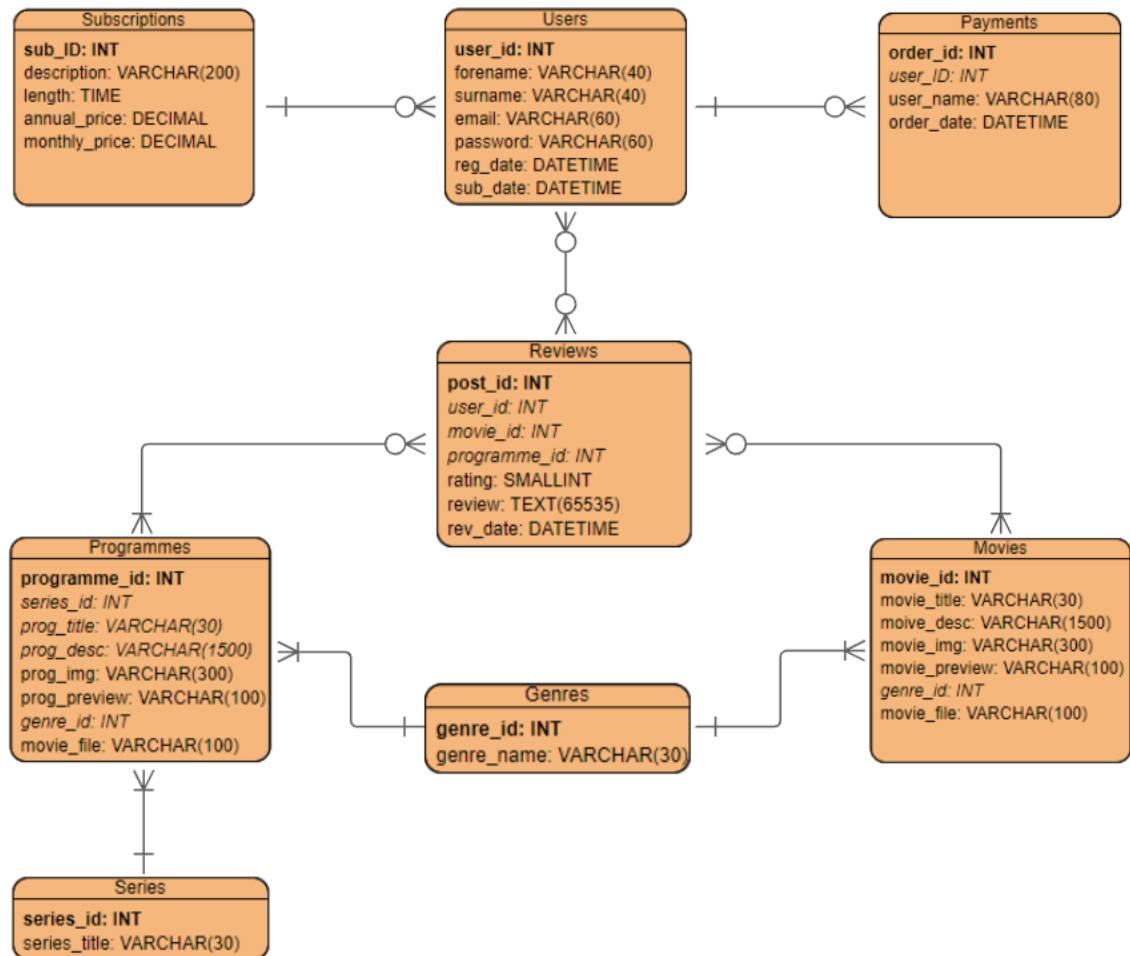 Subscriptions
sub_ID: INT
description: VARCHAR(200)
length: TIME
annual_price: DECIMAL
monthly_price: DECIMAL
Users
user_id: INT
forename: VARCHAR(40)
surname: VARCHAR(40)
email: VARCHAR(60)
password: VARCHAR(60)
reg_date: DATETIME
sub_date: DATETIME
Payments
order_id: INT
user_ID: INT
user_name: VARCHAR(80)
order_date: DATETIME
Reviews
post_id: INT
user_id: INT
movie_id: INT
programme_id: INT
rating: SMALLINT
review: TEXT(65535)
rev_date: DATETIME
Programmes
programme_id: INT
series_id: INT
prog_title: VARCHAR(30)
prog_desc: VARCHAR(1500)
prog_img: VARCHAR(300)
prog_preview: VARCHAR(100)
genre_id: INT
movie_file: VARCHAR(100)
Movies
movie_id: INT
movie_title: VARCHAR(30)
moive_desc: VARCHAR(1500)
movie_img: VARCHAR(300)
movie_preview: VARCHAR(100)
genre_id: INT
movie_file: VARCHAR(100)
Genres
genre_id: INT
genre_name: VARCHAR(30)
Series
series_id: INT
series_title: VARCHAR(30)